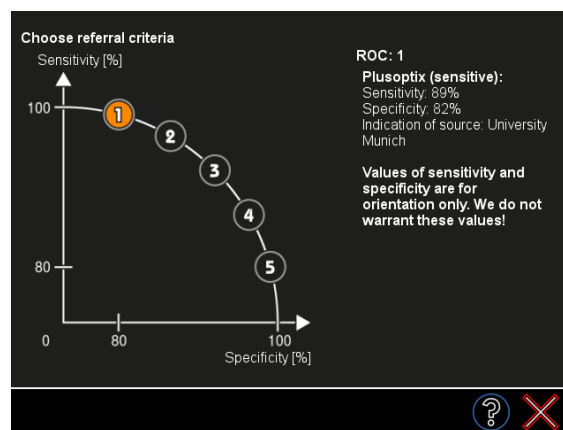 Choose referral criteria
Sensitivity [%]
100
80
0
80
100
Specificity [%]
1
2
3
4
5
ROC: 1
Plusoptix (sensitive):
Sensitivity: 89%
Specificity: 82%
Indication of source: University
Munich
Values of sensitivity and
specificity are for
orientation only. We do not
warrant these values!
?